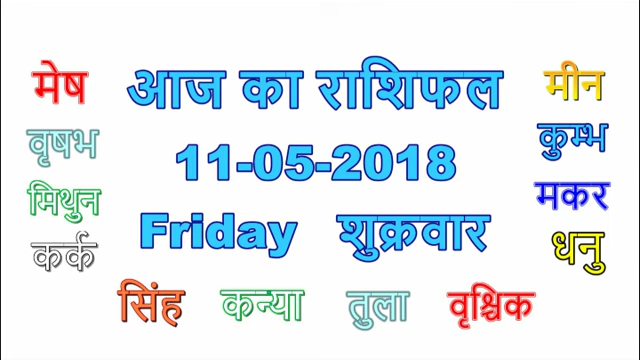 मेष
आज का राशिफल
मीन
वृषभ
11-05-2018
कुम्भ
मिथुन
मकर
कर्क
Friday शुक्रवार
धनु
सिंह
कन्या
तुला
वृश्चिक